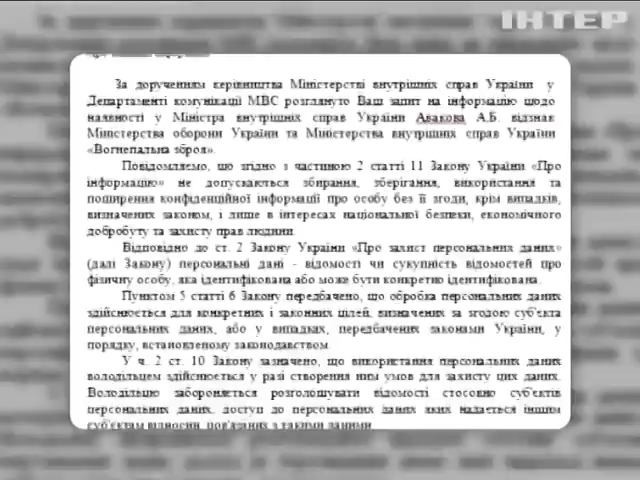 ІНТЕР
За дорученням керівництва Міністерстві внутрішніх справ України у
Департаменті комунікації МВС розглянуто Ваш запит на інформацію щодо
наявності у Міністра внутрішніх справ України Авакова А.Б. відзнак
Міністерства оборони України та Міністерства внутрішніх справ України
«Вогнепальна зброя».
Повідомляємо, що згідно з частиною 2 статті 11 Закону України «Про
інформацію» не допускаються збирання, зберігання, використання та
поширення конфіденційної інформації про особу без її згоди, крім випадків,
визначених законом, і лише в інтересах національної безпеки, економічного
добробуту та захисту прав людини.
Відповідно до ст. 2 Закону України «Про захист персональних даних»
(далі Закону) персональні дані - відомості чи сукупність відомостей про
фізичну особу, яка ідентифікована або може бути конкретно ідентифікована.
Пунктом 5 статті 6 Закону передбачено, що обробка персональних даних
здійснюється для конкретних і законних цілей, визначених за згодою суб'єкта
персональних даних, або у випадках, передбачених законами України, у
порядку, встановленому законодавством.
У ч. 2 ст. 10 Закону зазначено, що використання персональних даних
володільцем здійснюється у разі створення ним умов для захисту цих даних.
Володільцю забороняється розголошувати відомості стосовно суб'єктів
персональних даних, доступ до персональних даних яких надається іншим
суб'єктам відносин, пов'язаних з такими даними.